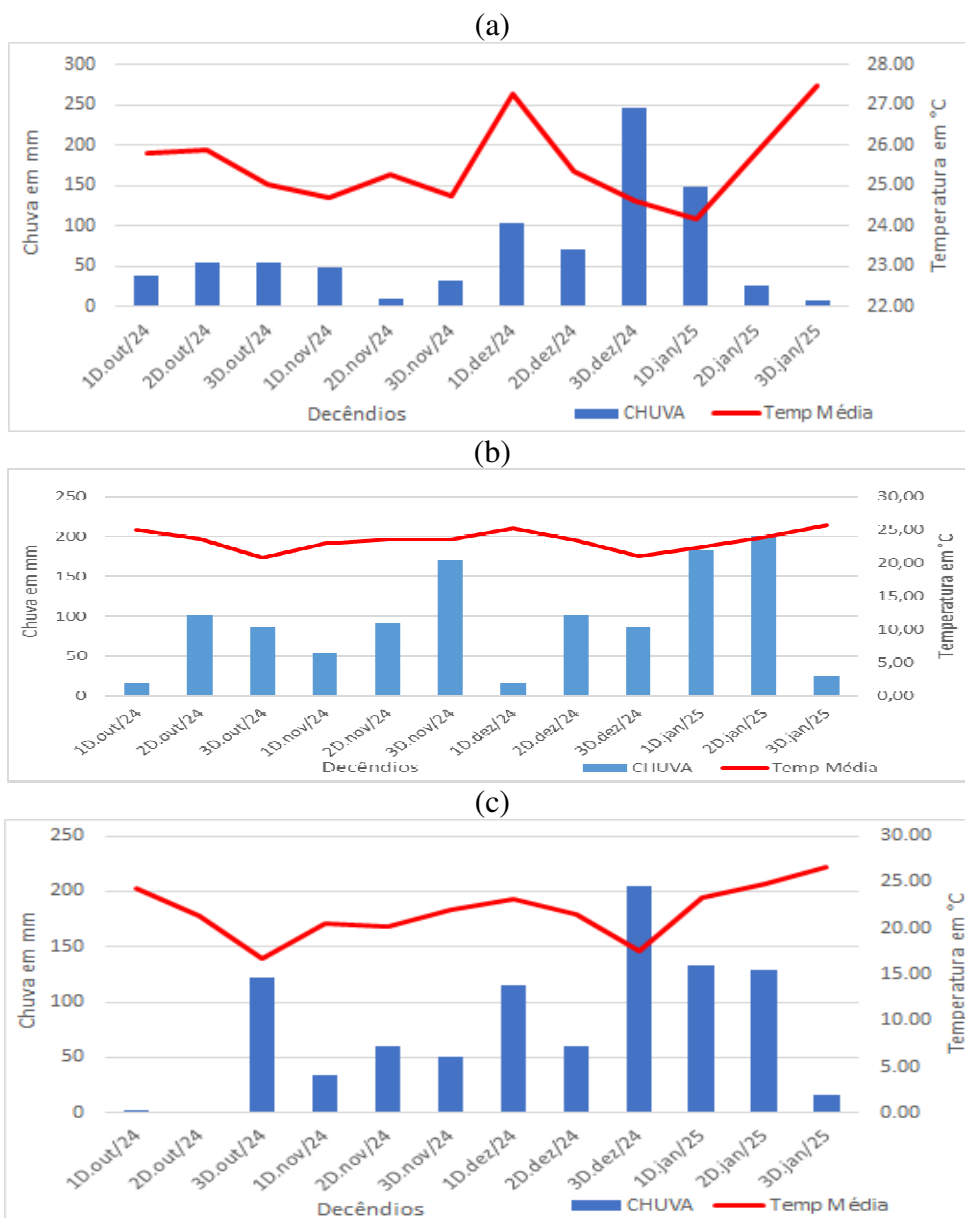 (a)
300
250
200
150
100
50
0
Chuva em mm
28.00
27.00
26.00
25.00
24.00
23.00
22.00
Temperatura em °C
1D.out/24
2D.out/24
3D.out/24
1D.nov/24
2D.nov/24
3D.nov/24
1D.dez/24
2D.dez/24
3D.dez/24
1D.jan/25
2D.jan/25
3D.jan/25
Decêndios
CHUVA
Temp Média
(b)
250
200
150
100
50
0
Chuva em mm
30,00
25,00
20,00
15,00
10,00
5,00
0,00
Temperatura em °C
1D.out/24
2D.out/24
3D.out/24
1D.nov/24
2D.nov/24
3D.nov/24
1D.dez/24
2D.dez/24
3D.dez/24
1D.jan/25
2D.jan/25
3D.jan/25
Decêndios
CHUVA
Temp Média
(c)
250
200
150
100
50
0
Chuva em mm
30.00
25.00
20.00
15.00
10.00
5.00
0.00
Temperatura em °C
1D.out/24
2D.out/24
3D.out/24
1D.nov/24
2D.nov/24
3D.nov/24
1D.dez/24
2D.dez/24
3D.dez/24
1D.jan/25
2D.jan/25
3D.jan/25
Decêndios
CHUVA
Temp Média